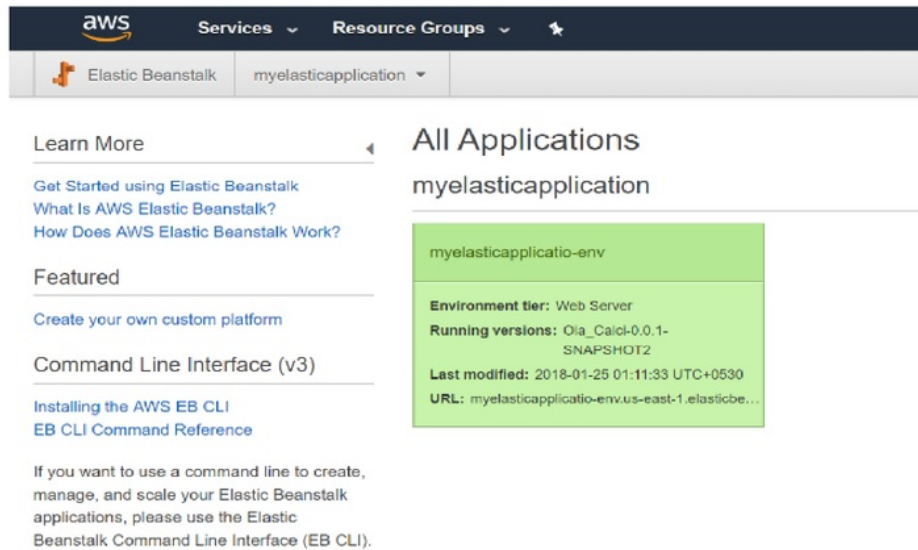 aws Services Resource Groups
Elastic Beanstalk myelasticapplication
Learn More
Get Started using Elastic Beanstalk
What Is AWS Elastic Beanstalk?
How Does AWS Elastic Beanstalk Work?
Featured
Create your own custom platform
Command Line Interface (v3)
Installing the AWS EB CLI
EB CLI Command Reference
If you want to use a command line to create,
manage, and scale your Elastic Beanstalk
applications, please use the Elastic
Beanstalk Command Line Interface (EB CLI).
All Applications
myelasticapplication
myelasticapplicatio-env
Environment tier: Web Server
Running versions: Ola_Calci-0.0.1-
SNAPSHOT2
Last modified: 2018-01-25 01:11:33 UTC+0530
URL: myelasticapplicatio-env.us-east-1.elasticbe...